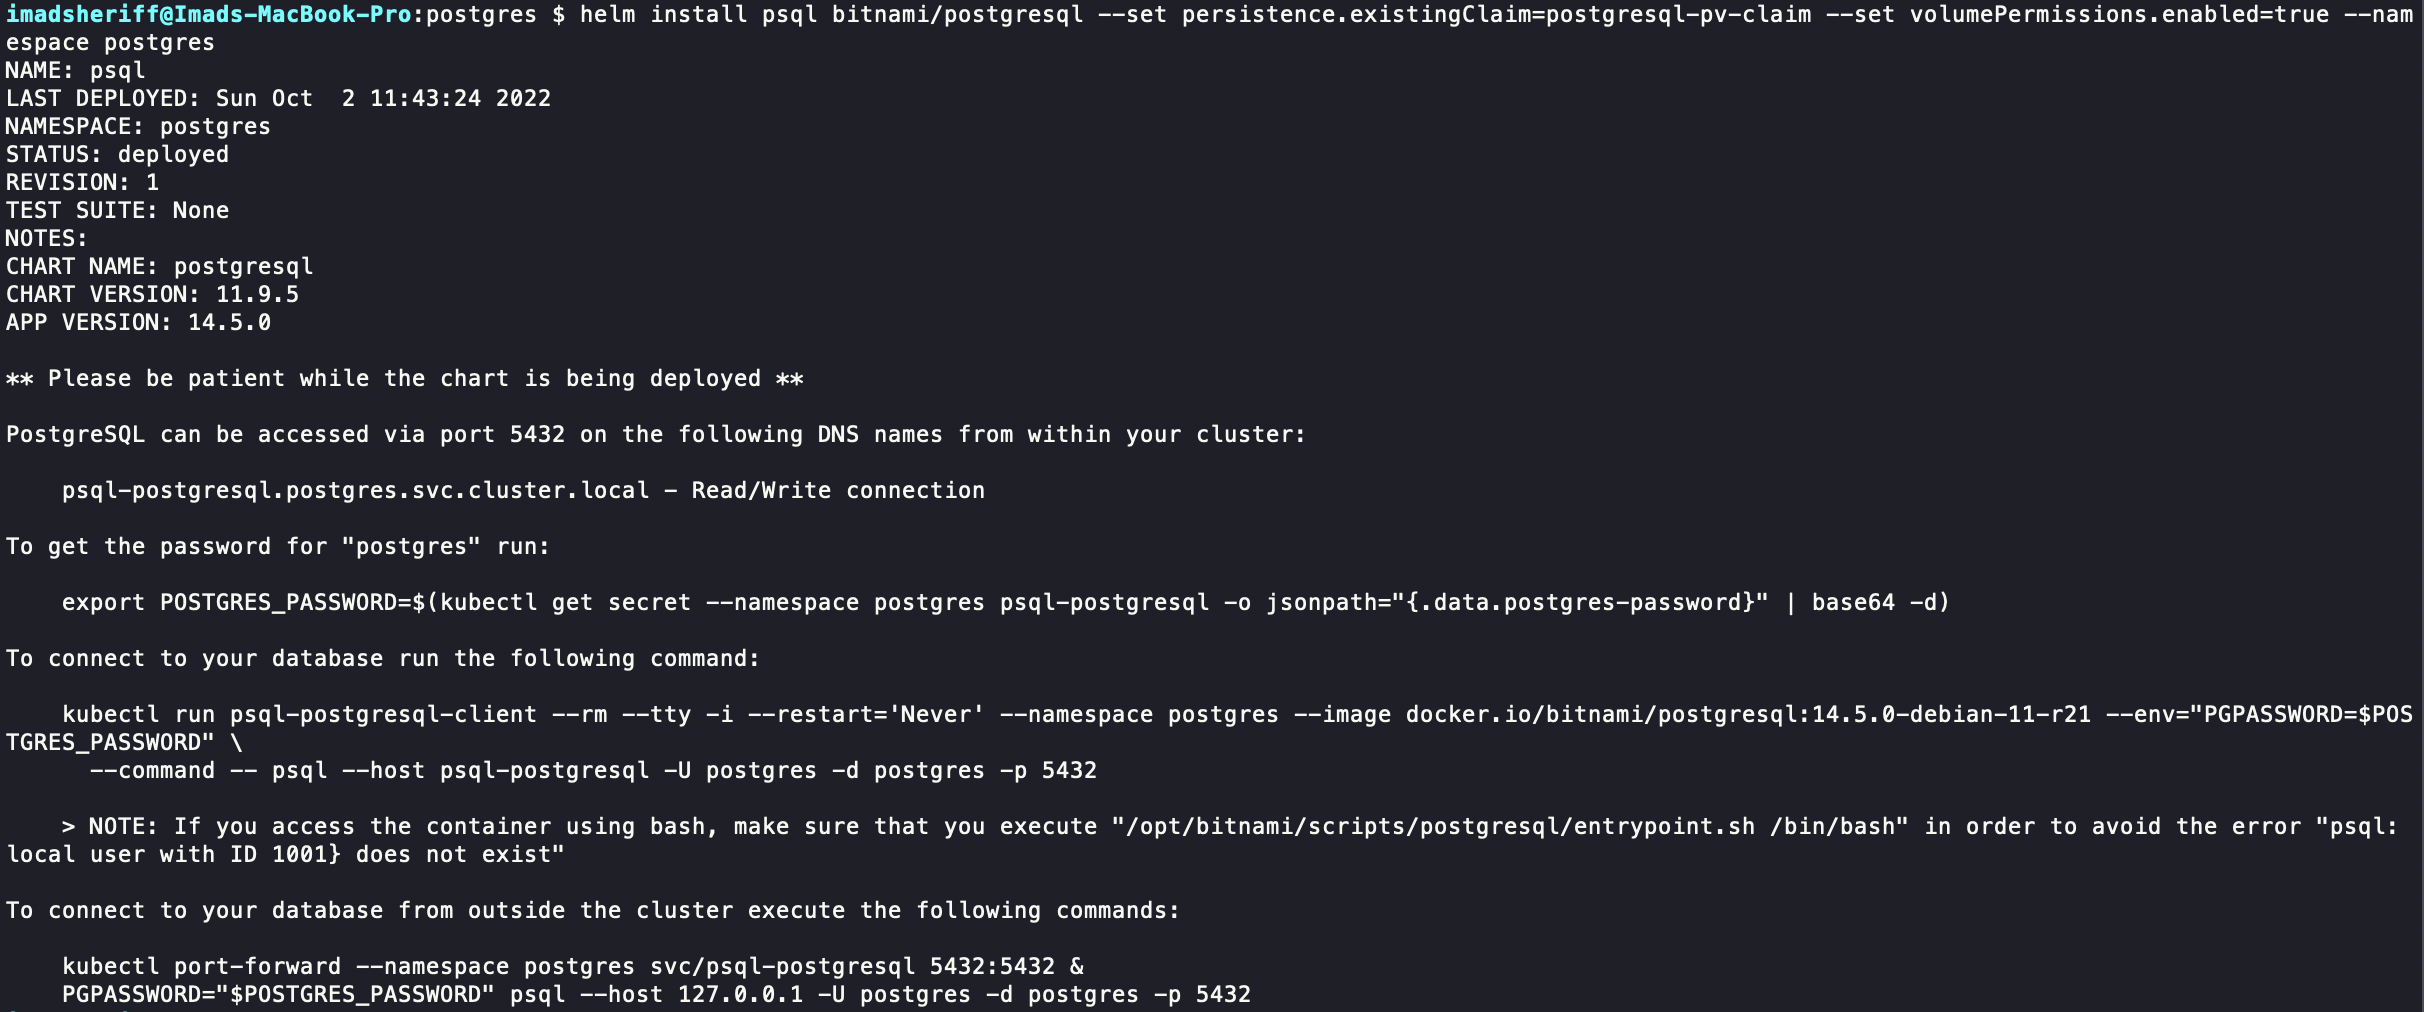 imadsheriff@Imads-MacBook-Pro:postgres $ helm install psql bitnami/postgresql --set persistence.existingClaim=postgresql-pv-claim --set volumePermissions.enabled=true --nam
espace postgres
NAME: psql
LAST DEPLOYED: Sun Oct  2 11:43:24 2022
NAMESPACE: postgres
STATUS: deployed
REVISION: 1
TEST SUITE: None
NOTES:
CHART NAME: postgresql
CHART VERSION: 11.9.5
APP VERSION: 14.5.0

** Please be patient while the chart is being deployed **

PostgreSQL can be accessed via port 5432 on the following DNS names from within your cluster:

    psql-postgresql.postgres.svc.cluster.local - Read/Write connection

To get the password for "postgres" run:

    export POSTGRES_PASSWORD=$(kubectl get secret --namespace postgres psql-postgresql -o jsonpath="{.data.postgres-password}" | base64 -d)

To connect to your database run the following command:

    kubectl run psql-postgresql-client --rm --tty -i --restart='Never' --namespace postgres --image docker.io/bitnami/postgresql:14.5.0-debian-11-r21 --env="PGPASSWORD=$POS
TGRES_PASSWORD" \
      --command -- psql --host psql-postgresql -U postgres -d postgres -p 5432

    > NOTE: If you access the container using bash, make sure that you execute "/opt/bitnami/scripts/postgresql/entrypoint.sh /bin/bash" in order to avoid the error "psql:
local user with ID 1001} does not exist"

To connect to your database from outside the cluster execute the following commands:

    kubectl port-forward --namespace postgres svc/psql-postgresql 5432:5432 &
    PGPASSWORD="$POSTGRES_PASSWORD" psql --host 127.0.0.1 -U postgres -d postgres -p 5432